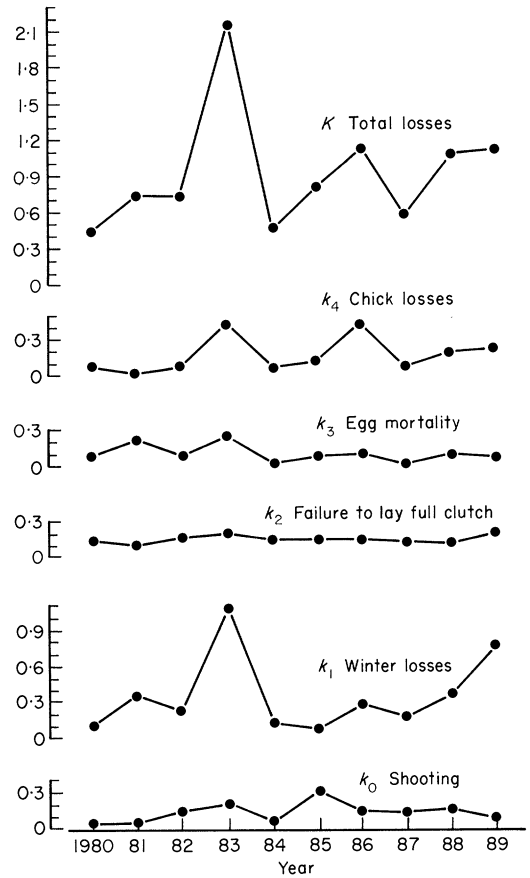 2·1
1·8
1·5
1·2
0·9
0·6
0·3
0
K Total losses
k4 Chick losses
0·3
0
k3 Egg mortality
0·3
0
k2 Failure to lay full clutch
0·3
0
0·9
0·6
0·3
0
k1 Winter losses
k0 Shooting
0·3
0
1980 81 82 83 84 85 86 87 88 89
Year